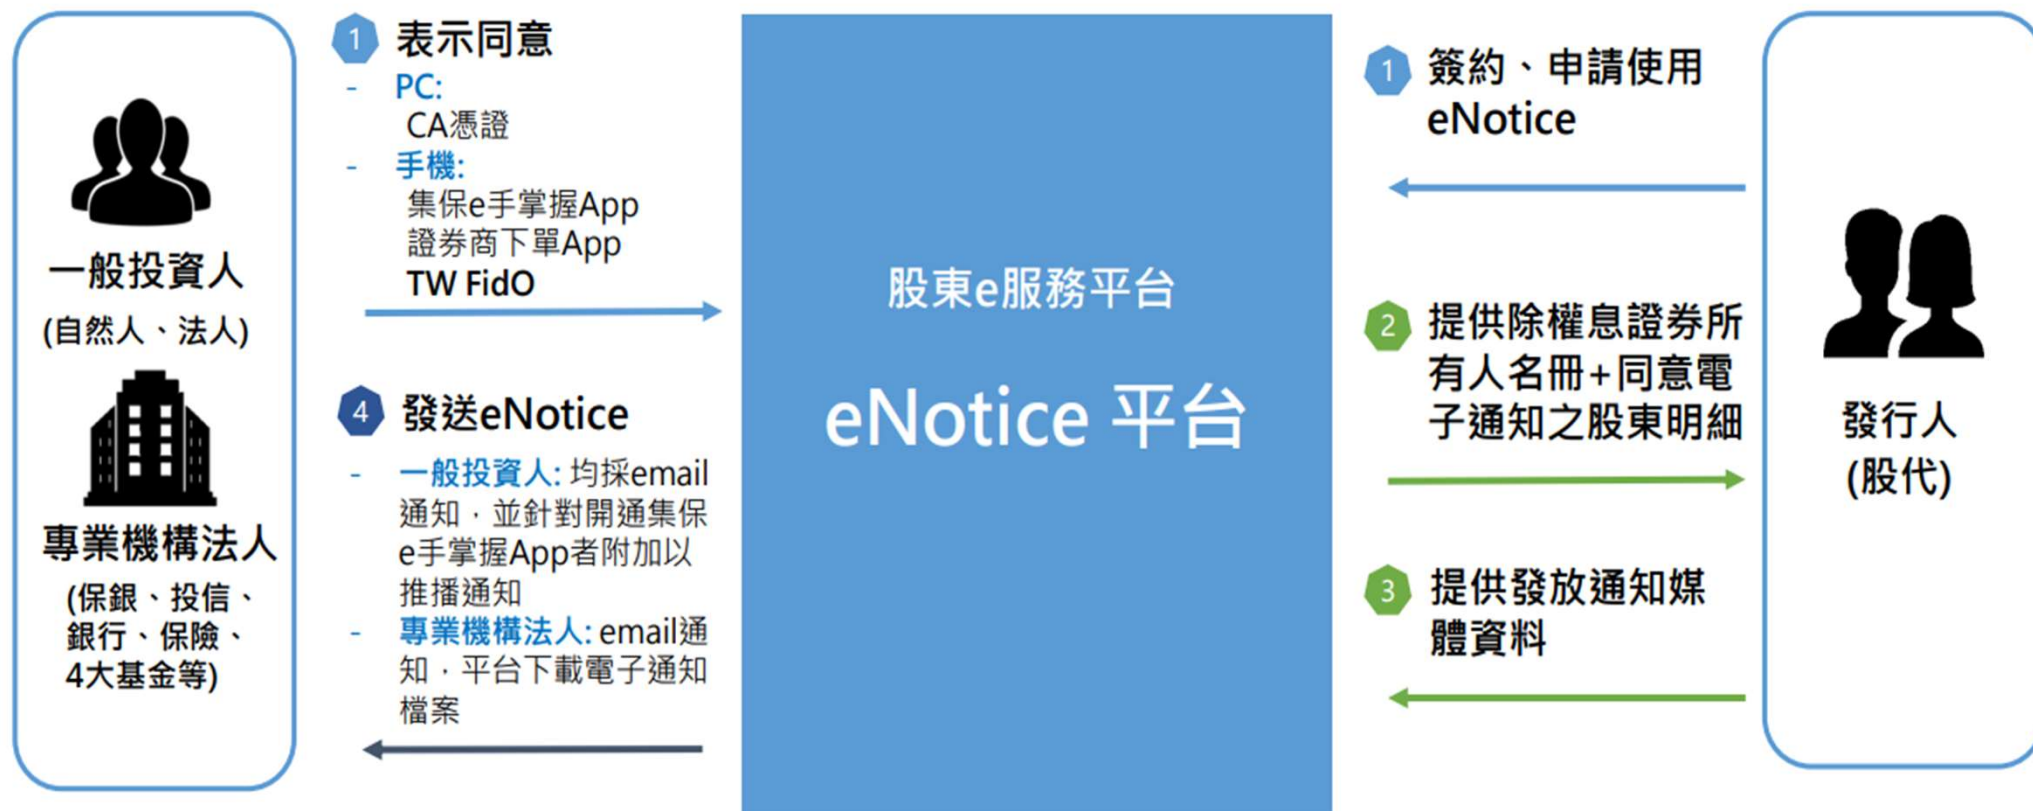 一般投資人
(自然人、法人)
專業機構法人
(保銀、投信、
銀行、保險、
4大基金等)
1 表示同意
- PC:
CA憑證
- 手機:
集保e手掌握App
證券商下單App
TW FidO
4 發送eNotice
- 一般投資人: 均採email
通知，並針對開通集保
e手掌握App者附加以
推播通知
- 專業機構法人: email通
知，平台下載電子通知
檔案
股東e服務平台
eNotice 平台
1 簽約、申請使用
eNotice
2 提供除權息證券所
有人名冊+同意電
子通知之股東明細
3 提供發放通知媒
體資料
發行人
(股代)